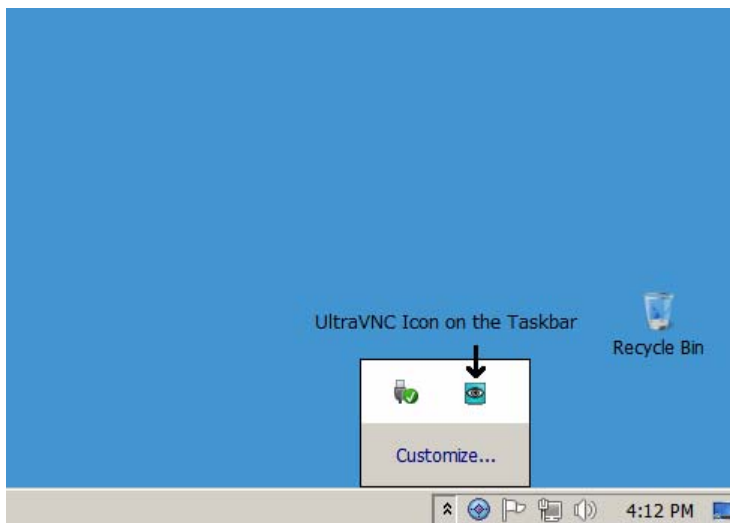 UltraVNC Icon on the Taskbar
Recycle Bin
Customize...
4:12 PM